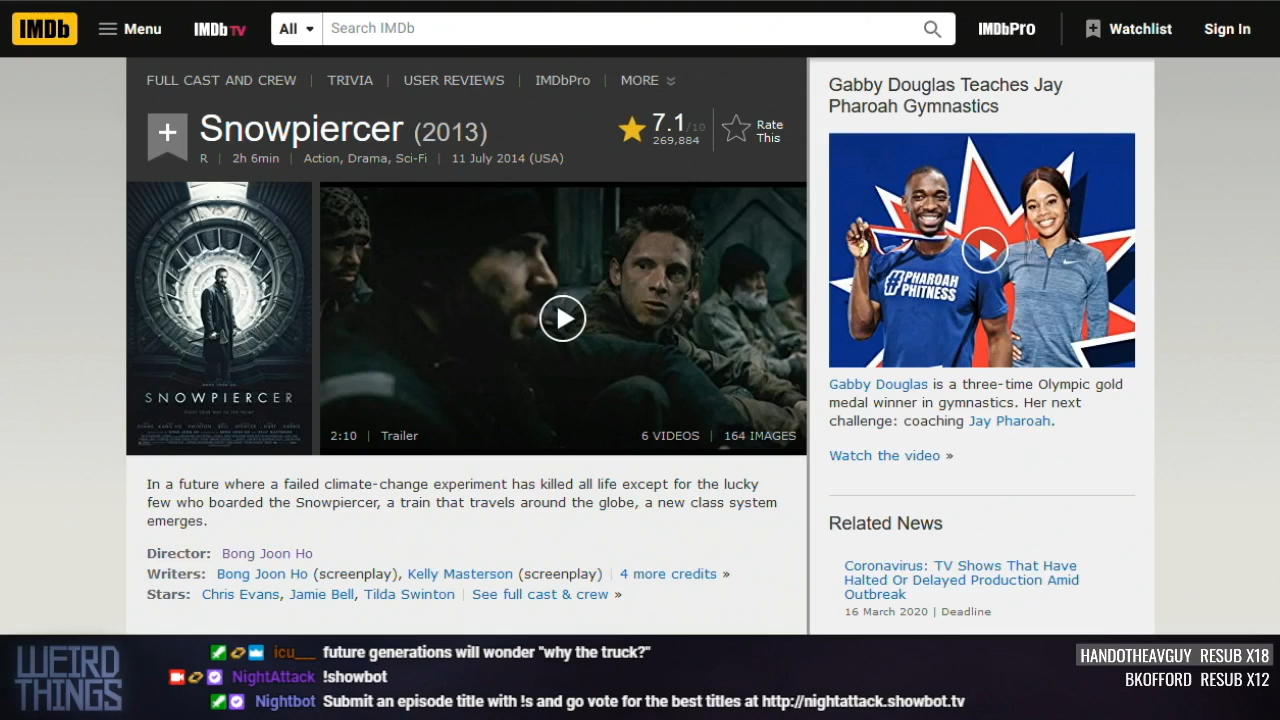 IMDb
Menu
IMDb TV
All
Search IMDb
IMDbPRO
Watchlist
Sign In
FULL CAST AND CREW | TRIVIA | USER REVIEWS | IMDbPro | MORE
+ Snowpiercer (2013)
7.1/10
269,884
Rate This
R | 2h 6min | Action, Drama, Sci-Fi | 11 July 2014 (USA)
SNOWPIERCER
2:10 | Trailer
6 VIDEOS | 164 IMAGES
In a future where a failed climate-change experiment has killed all life except for the lucky
few who boarded the Snowpiercer, a train that travels around the globe, a new class system
emerges.
Director: Bong Joon Ho
Writers: Bong Joon Ho (screenplay), Kelly Masterson (screenplay) | 4 more credits »
Stars: Chris Evans, Jamie Bell, Tilda Swinton | See full cast & crew »
Gabby Douglas Teaches Jay
Pharoah Gymnastics
#PHAROAH
PHITNESS
Gabby Douglas is a three-time Olympic gold
medal winner in gymnastics. Her next
challenge: coaching Jay Pharoah.
Watch the video »
Related News
Coronavirus: TV Shows That Have
Halted Or Delayed Production Amid
Outbreak
16 March 2020 | Deadline
WEIRD
THINGS
icu___ future generations will wonder "why the truck?"
NightAttack !showbot
Nightbot Submit an episode title with !s and go vote for the best titles at http://nightattack.showbot.tv
HANDOTHEAVGUY RESUB X18
BKOFFORD RESUB X12